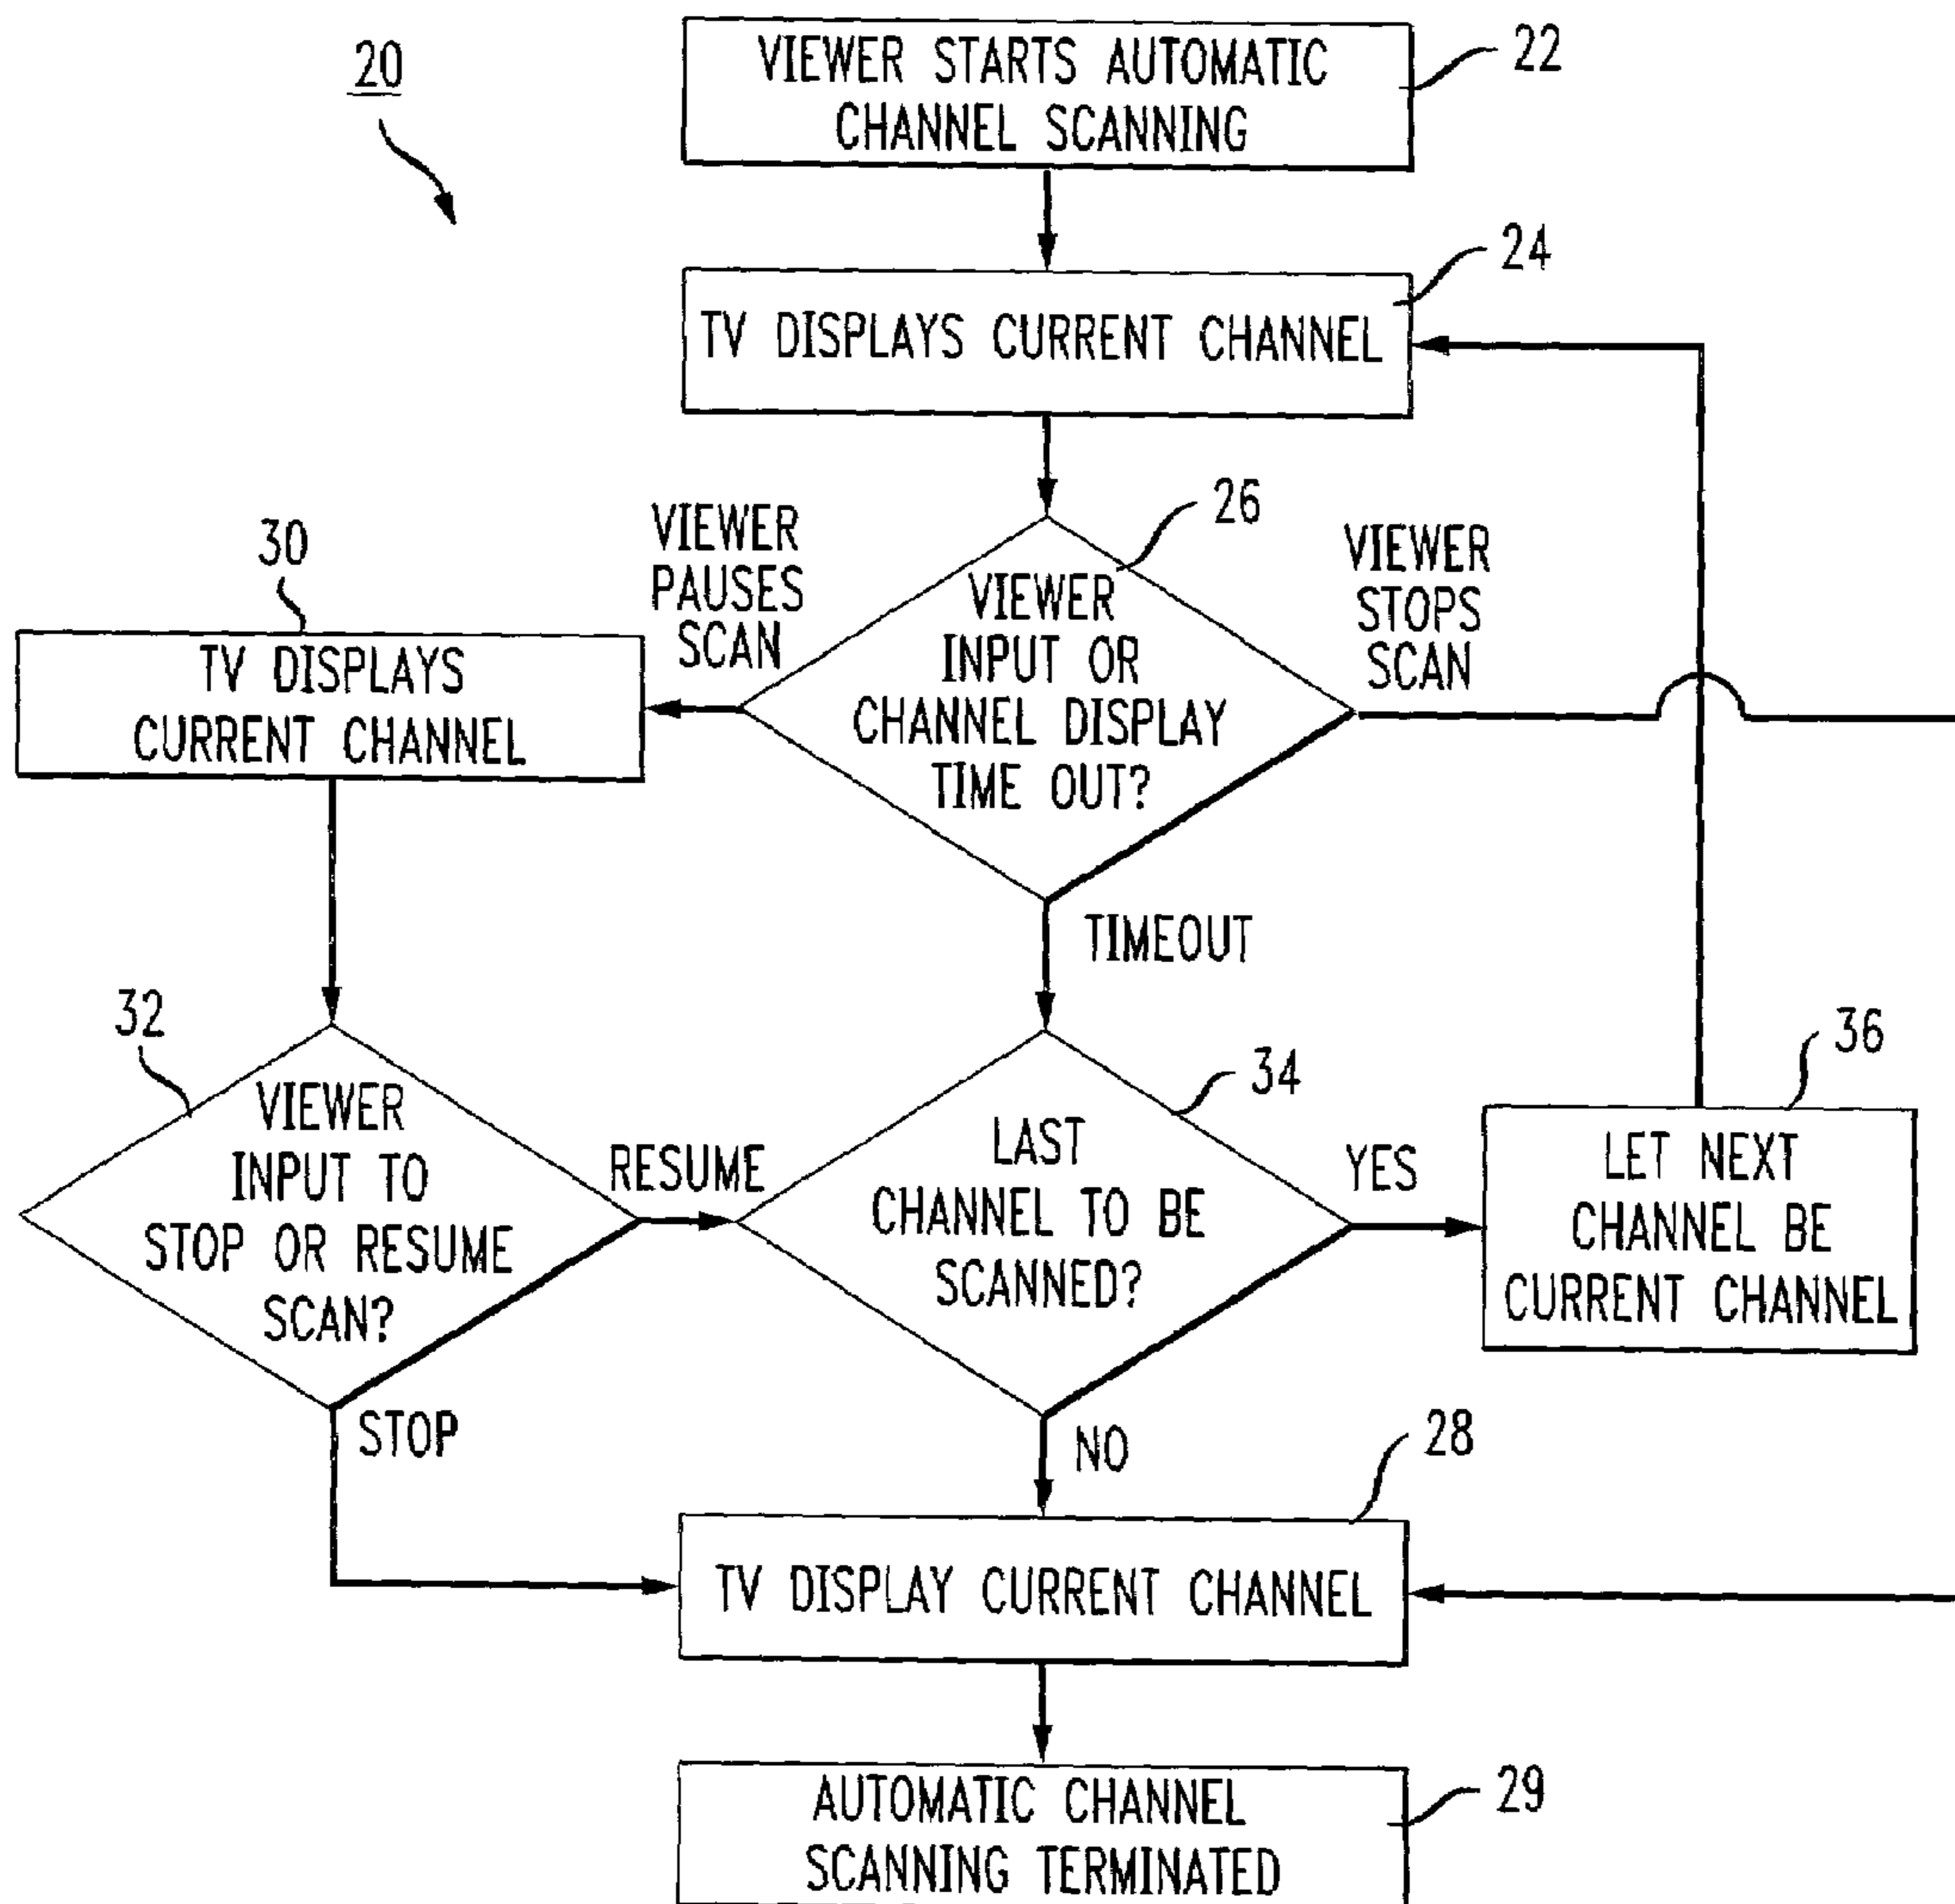 20
VIEWER STARTS AUTOMATIC
CHANNEL SCANNING
22
TV DISPLAYS CURRENT CHANNEL
24
VIEWER
INPUT OR
CHANNEL DISPLAY
TIME OUT?
26
VIEWER
PAUSES
SCAN
VIEWER
STOPS
SCAN
30
TV DISPLAYS
CURRENT CHANNEL
TIMEOUT
32
VIEWER
INPUT TO
STOP OR RESUME
SCAN?
RESUME
STOP
34
LAST
CHANNEL TO BE
SCANNED?
YES
NO
36
LET NEXT
CHANNEL BE
CURRENT CHANNEL
28
TV DISPLAY CURRENT CHANNEL
AUTOMATIC CHANNEL
SCANNING TERMINATED
29